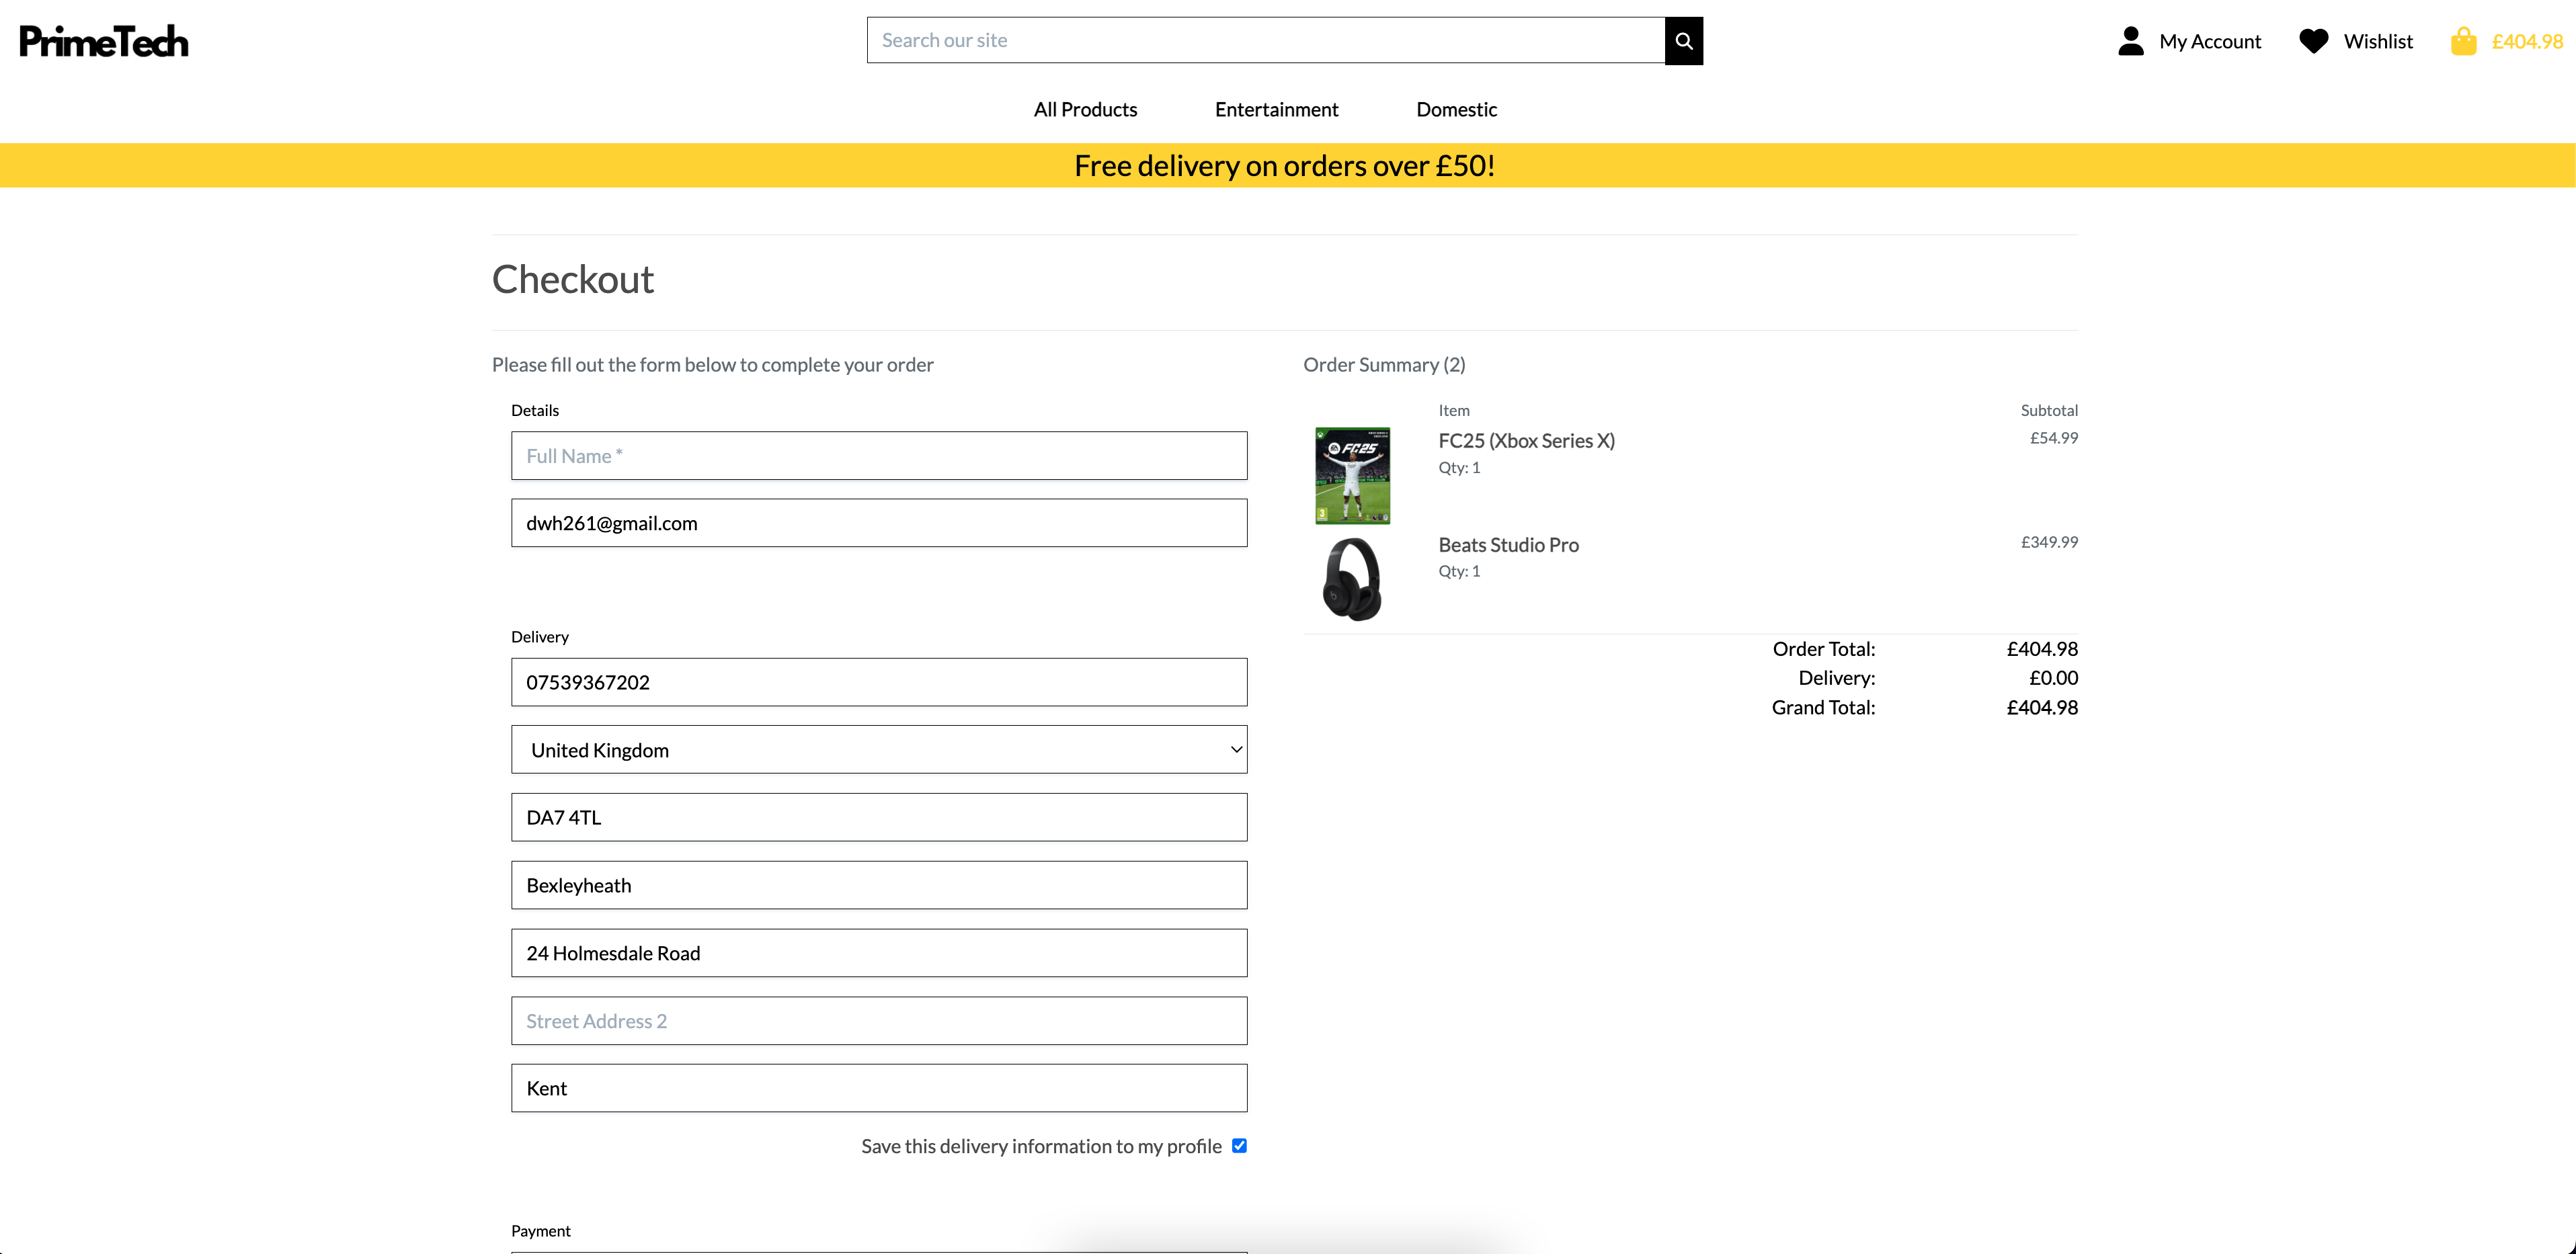 PrimeTech
Search our site
My Account
Wishlist
£404.98
All Products
Entertainment
Domestic
Free delivery on orders over £50!
Checkout
Please fill out the form below to complete your order
Details
Full Name *
dwh261@gmail.com
Delivery
07539367202
United Kingdom
DA7 4TL
Bexleyheath
24 Holmesdale Road
Street Address 2
Kent
Save this delivery information to my profile
Payment
Order Summary (2)
Item Subtotal
FC25 (Xbox Series X) £54.99
Qty: 1
FC25
3
Beats Studio Pro £349.99
Qty: 1
Order Total: £404.98
Delivery: £0.00
Grand Total: £404.98